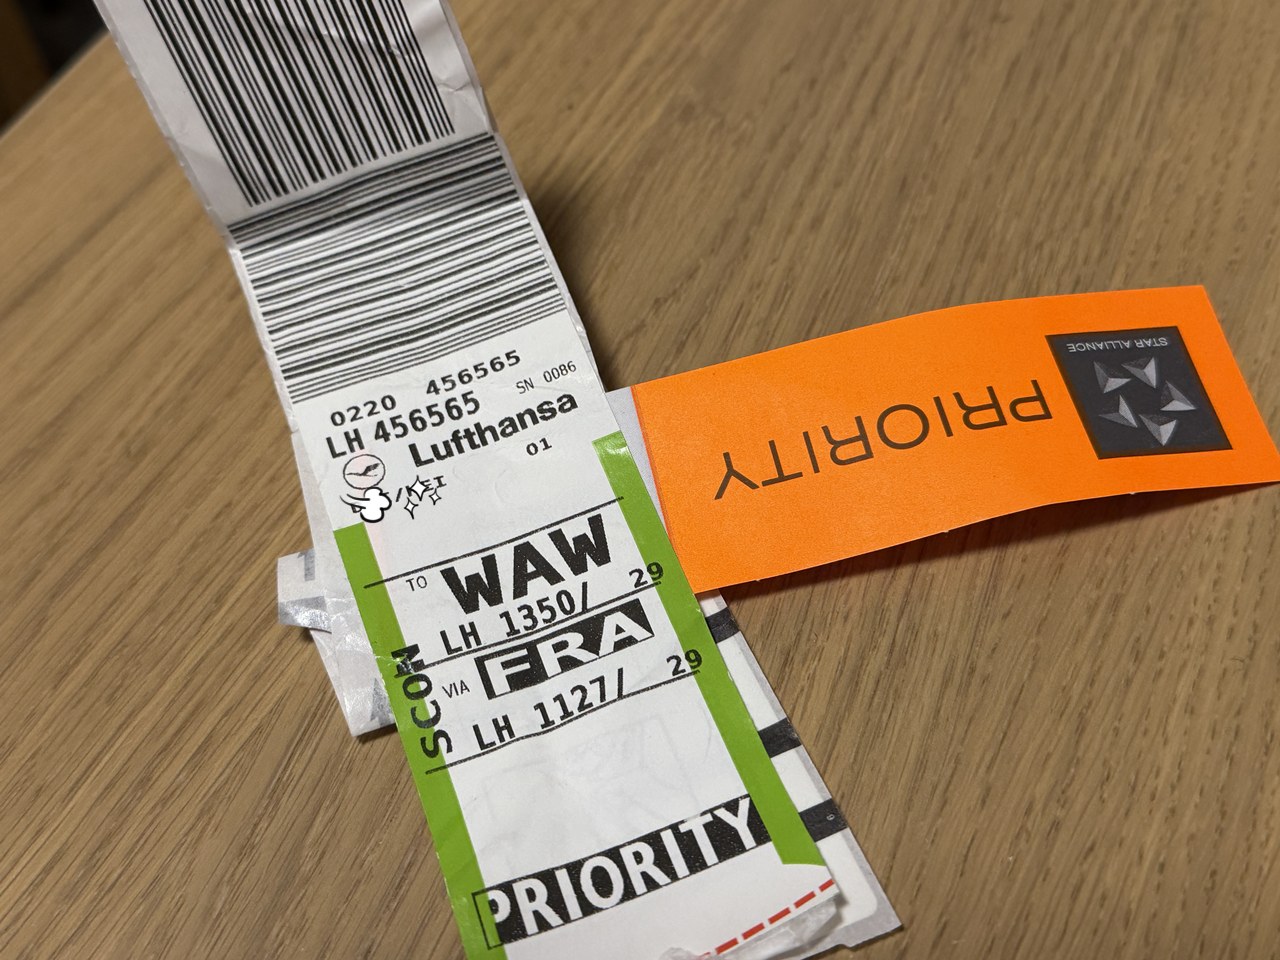 0220 456565
LH 456565 SN 0086
Lufthansa
01
TO WAW
LH 1350/ 29
VIA FRA
LH 1127/ 29
SCOM
PRIORITY
PRIORITY
STAR ALLIANCE